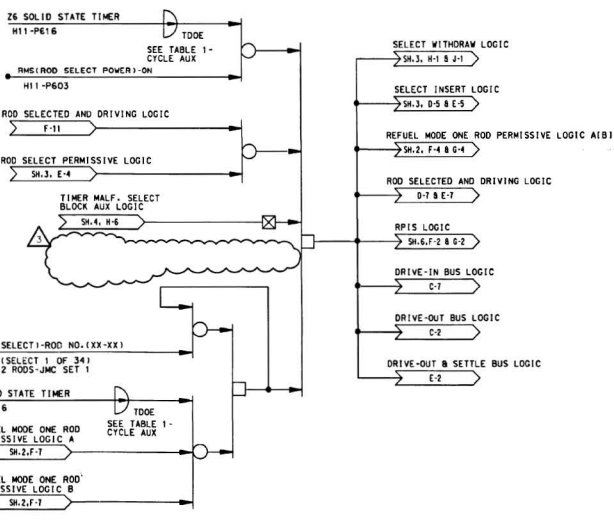 Z6 SOLID STATE TIMER
H11-P616
TDOE
SEE TABLE 1-
CYCLE AUX
RMS(ROD SELECT POWER)-ON
H11-P603
ROD SELECTED AND DRIVING LOGIC
F-11
ROD SELECT PERMISSIVE LOGIC
SH.3, E-4
TIMER MALF. SELECT
BLOCK AUX LOGIC
SH.4, H-6
3
SELECT)-ROD NO.(XX-XX)
(SELECT 1 OF 34)
2 RODS-JMC SET 1
STATE TIMER
6
TDOE
SEE TABLE 1-
CYCLE AUX
L MODE ONE ROD
SSIVE LOGIC A
SH.2,F-7
L MODE ONE ROD
SSIVE LOGIC B
SH.2,F-7
SELECT WITHDRAW LOGIC
SH.3, H-1 & J-1
SELECT INSERT LOGIC
SH.3, D-5 & E-5
REFUEL MODE ONE ROD PERMISSIVE LOGIC A(B)
SH.2, F-4 & G-4
ROD SELECTED AND DRIVING LOGIC
D-7 & E-7
RPIS LOGIC
SH.6,F-2 & G-2
DRIVE-IN BUS LOGIC
C-7
DRIVE-OUT BUS LOGIC
C-2
DRIVE-OUT & SETTLE BUS LOGIC
E-2